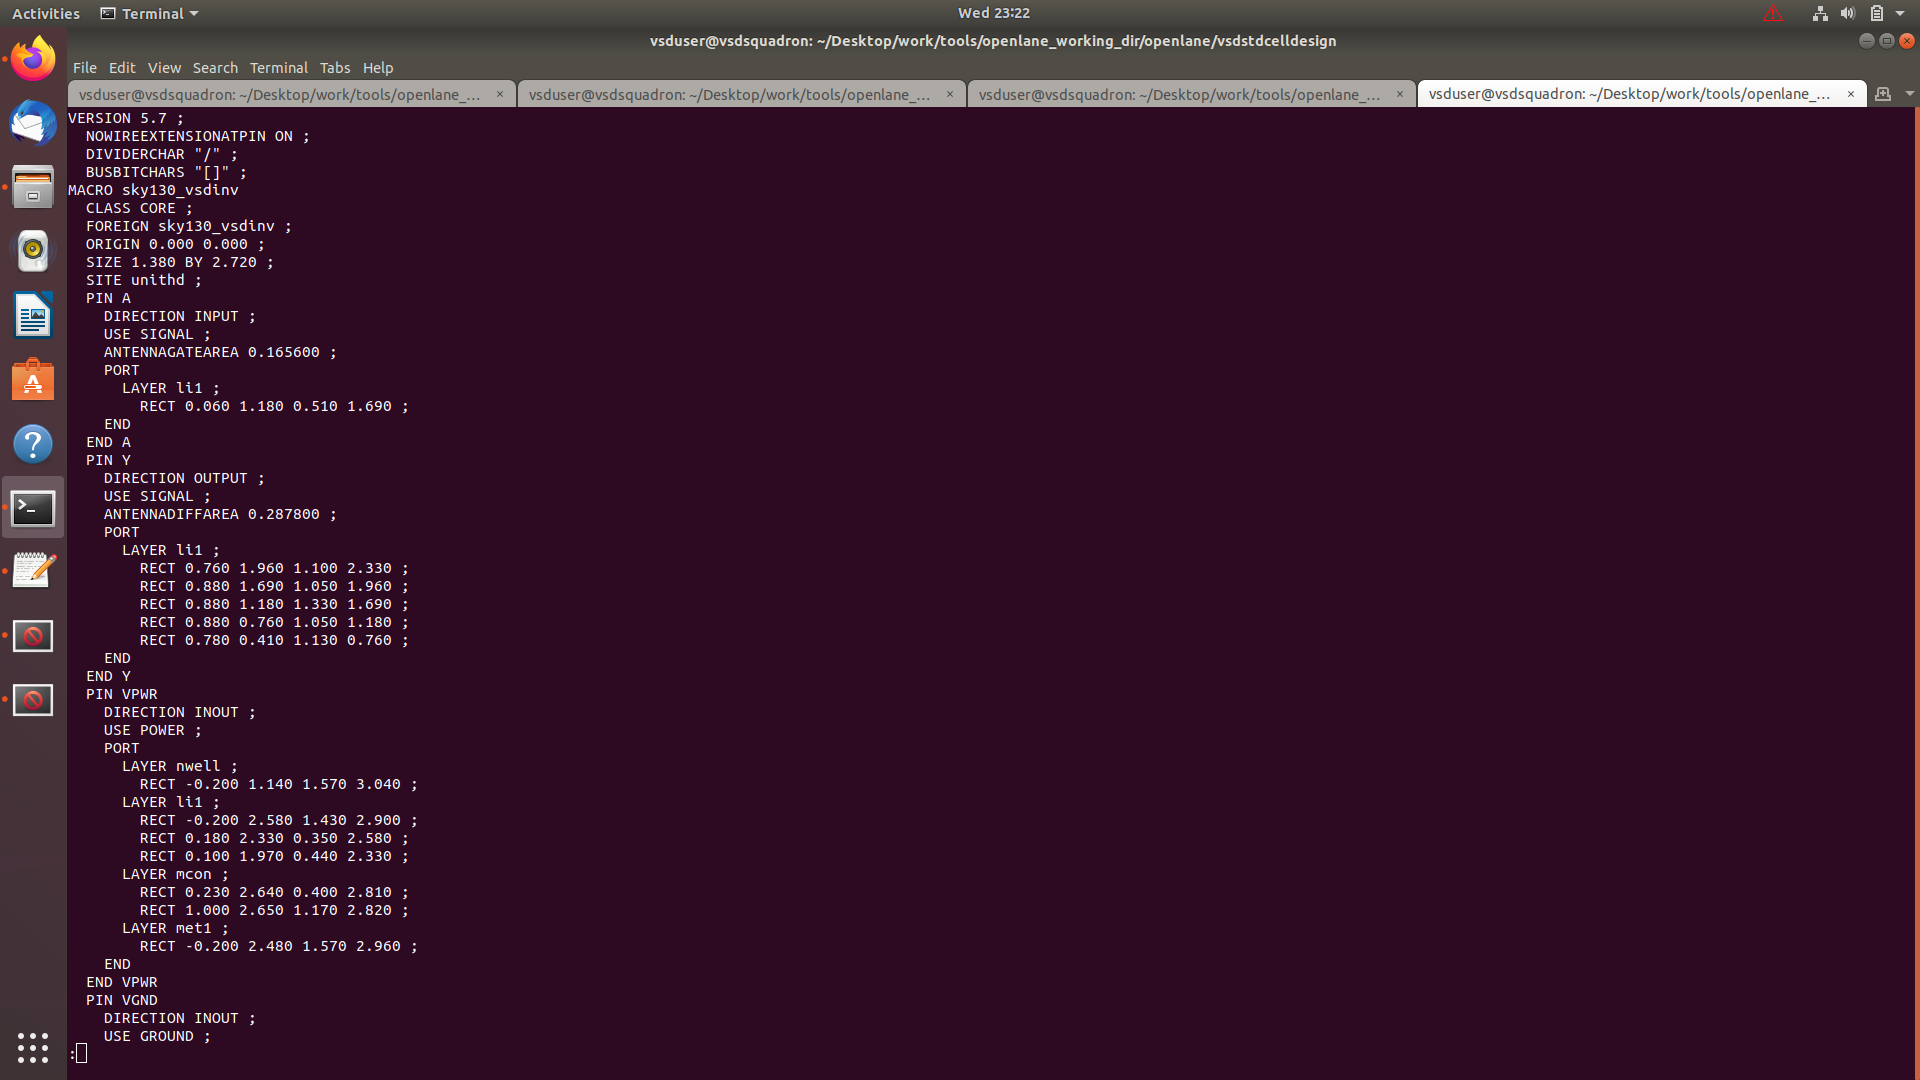 Activities Terminal Wed 23:22
vsduser@vsdsquadron: ~/Desktop/work/tools/openlane_working_dir/openlane/vsdstdcelldesign
File Edit View Search Terminal Tabs Help
vsduser@vsdsquadron: ~/Desktop/work/tools/openlane_... × vsduser@vsdsquadron: ~/Desktop/work/tools/openlane_... × vsduser@vsdsquadron: ~/Desktop/work/tools/openlane_... × vsduser@vsdsquadron: ~/Desktop/work/tools/openlane_... ×
VERSION 5.7 ;
  NOWIREEXTENSIONATPIN ON ;
  DIVIDERCHAR "/" ;
  BUSBITCHARS "[]" ;
MACRO sky130_vsdinv
  CLASS CORE ;
  FOREIGN sky130_vsdinv ;
  ORIGIN 0.000 0.000 ;
  SIZE 1.380 BY 2.720 ;
  SITE unithd ;
  PIN A
    DIRECTION INPUT ;
    USE SIGNAL ;
    ANTENNAGATEAREA 0.165600 ;
    PORT
      LAYER li1 ;
        RECT 0.060 1.180 0.510 1.690 ;
    END
  END A
  PIN Y
    DIRECTION OUTPUT ;
    USE SIGNAL ;
    ANTENNADIFFAREA 0.287800 ;
    PORT
      LAYER li1 ;
        RECT 0.760 1.960 1.100 2.330 ;
        RECT 0.880 1.690 1.050 1.960 ;
        RECT 0.880 1.180 1.330 1.690 ;
        RECT 0.880 0.760 1.050 1.180 ;
        RECT 0.780 0.410 1.130 0.760 ;
    END
  END Y
  PIN VPWR
    DIRECTION INOUT ;
    USE POWER ;
    PORT
      LAYER nwell ;
        RECT -0.200 1.140 1.570 3.040 ;
      LAYER li1 ;
        RECT -0.200 2.580 1.430 2.900 ;
        RECT 0.180 2.330 0.350 2.580 ;
        RECT 0.100 1.970 0.440 2.330 ;
      LAYER mcon ;
        RECT 0.230 2.640 0.400 2.810 ;
        RECT 1.000 2.650 1.170 2.820 ;
      LAYER met1 ;
        RECT -0.200 2.480 1.570 2.960 ;
    END
  END VPWR
  PIN VGND
    DIRECTION INOUT ;
    USE GROUND ;
: